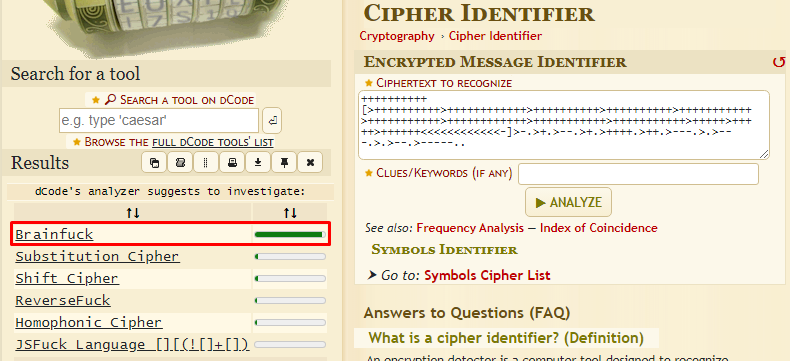 CIPHER IDENTIFIER
Cryptography › Cipher Identifier
Search for a tool
SEARCH A TOOL ON DCODE
e.g. type 'caesar'
BROWSE THE FULL DCODE TOOLS' LIST
Results
dCode's analyzer suggests to investigate:
↑↓ ↑↓
Brainfuck
Substitution Cipher
Shift Cipher
ReverseFuck
Homophonic Cipher
JSFuck Language [][(![]+[])
ENCRYPTED MESSAGE IDENTIFIER
CIPHERTEXT TO RECOGNIZE
++++++++++
-.>.>--.>-----..
CLUES/KEYWORDS (IF ANY)
▶ ANALYZE
See also: Frequency Analysis — Index of Coincidence
SYMBOLS IDENTIFIER
➤ Go to: Symbols Cipher List
Answers to Questions (FAQ)
What is a cipher identifier? (Definition)
An encryption detector is a computer tool designed to recognize